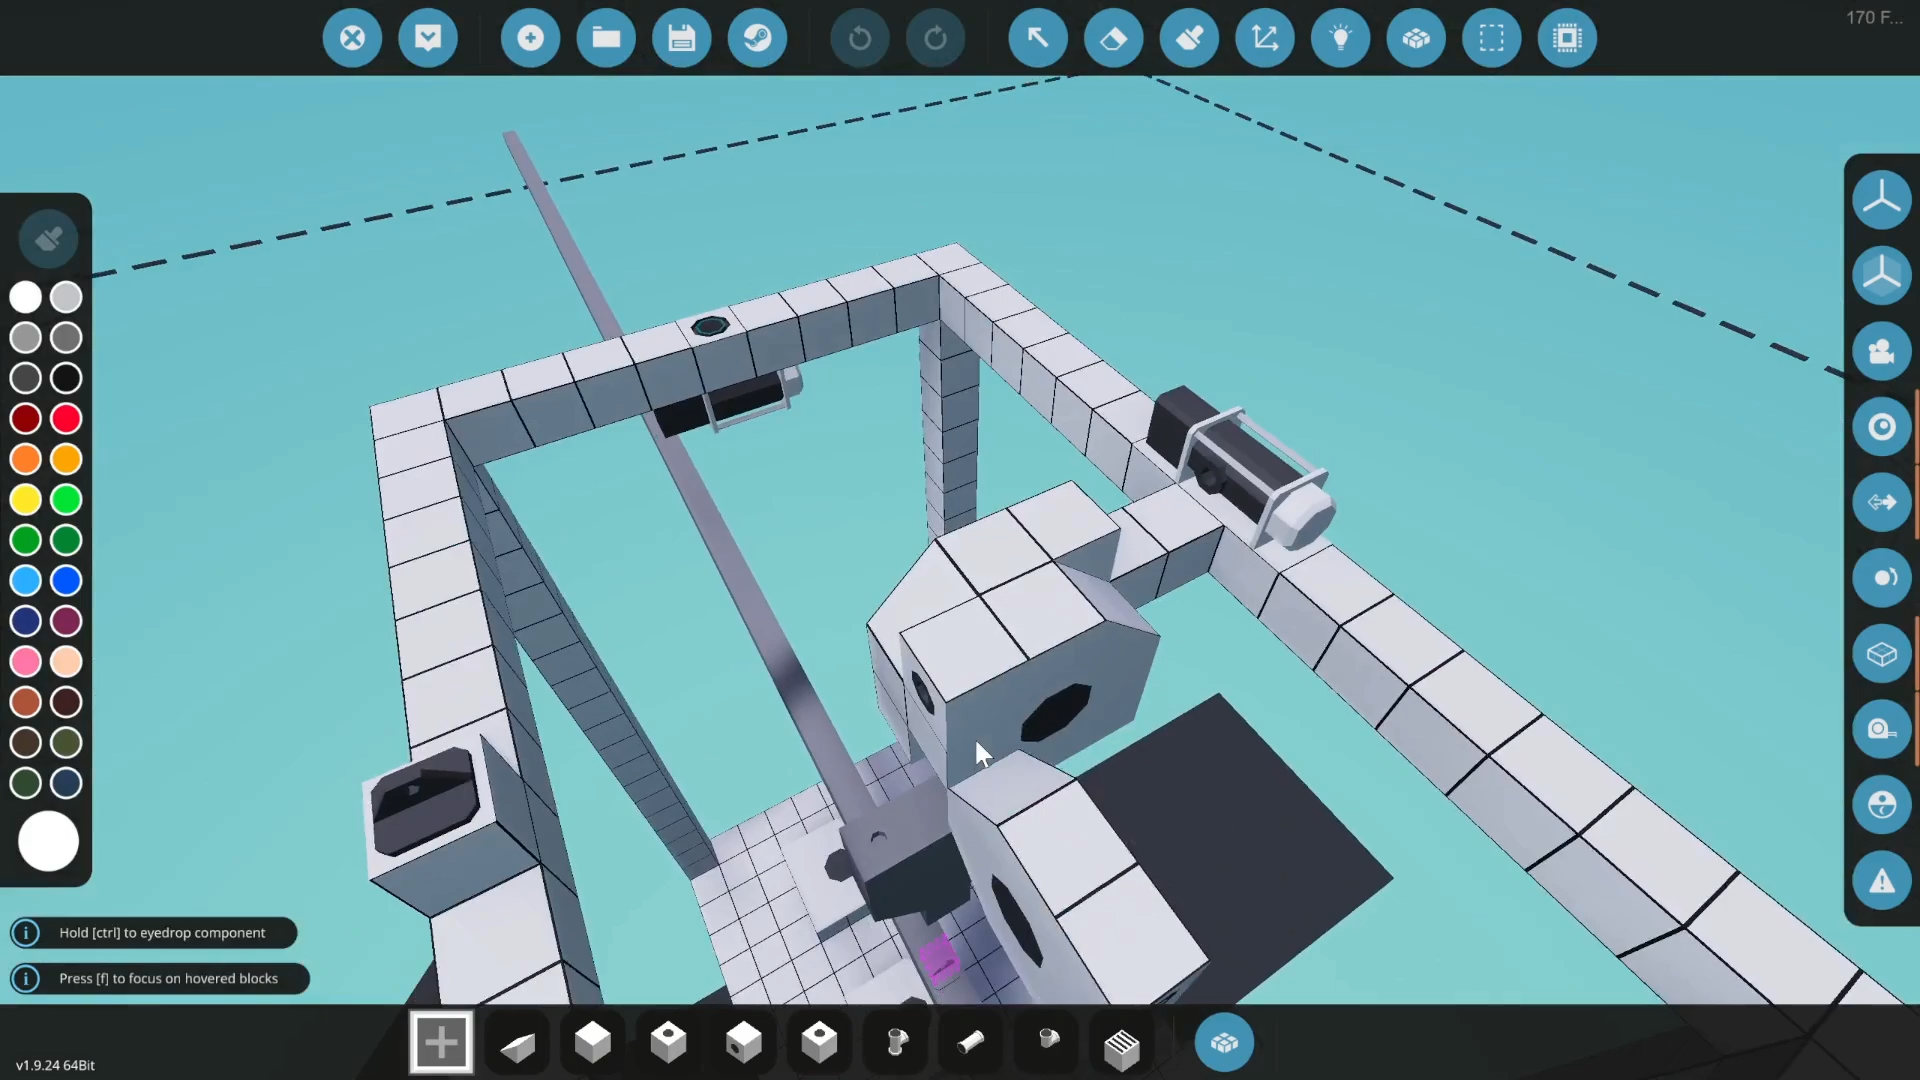 170 F...
Hold [ctrl] to eyedrop component
Press [f] to focus on hovered blocks
v1.9.24 64Bit